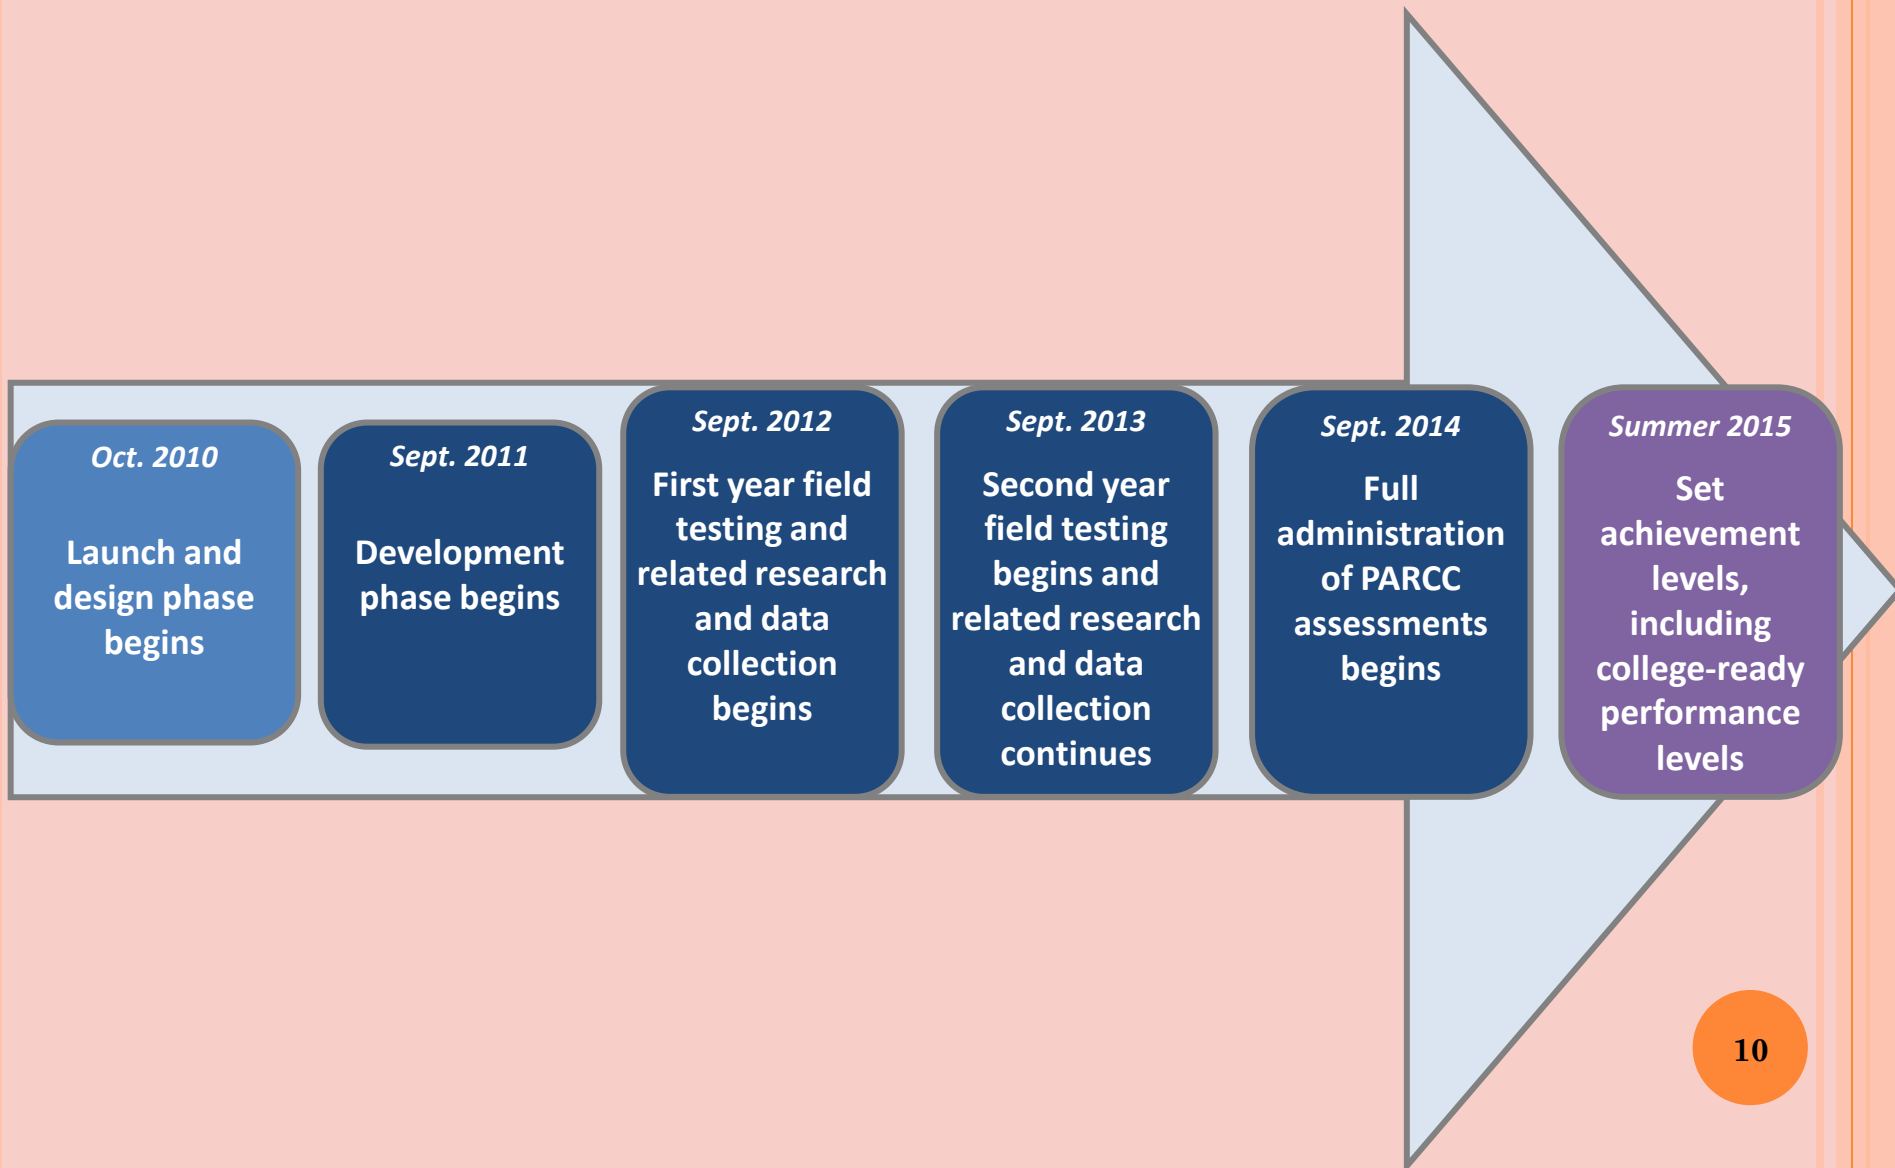 Oct. 2010
Launch and
design phase
begins
Sept. 2011
Development
phase begins
Sept. 2012
First year field
testing and
related research
and data
collection
begins
Sept. 2013
Second year
field testing
begins and
related research
and data
collection
continues
Sept. 2014
Full
administration
of PARCC
assessments
begins
Summer 2015
Set
achievement
levels,
including
college-ready
performance
levels
10